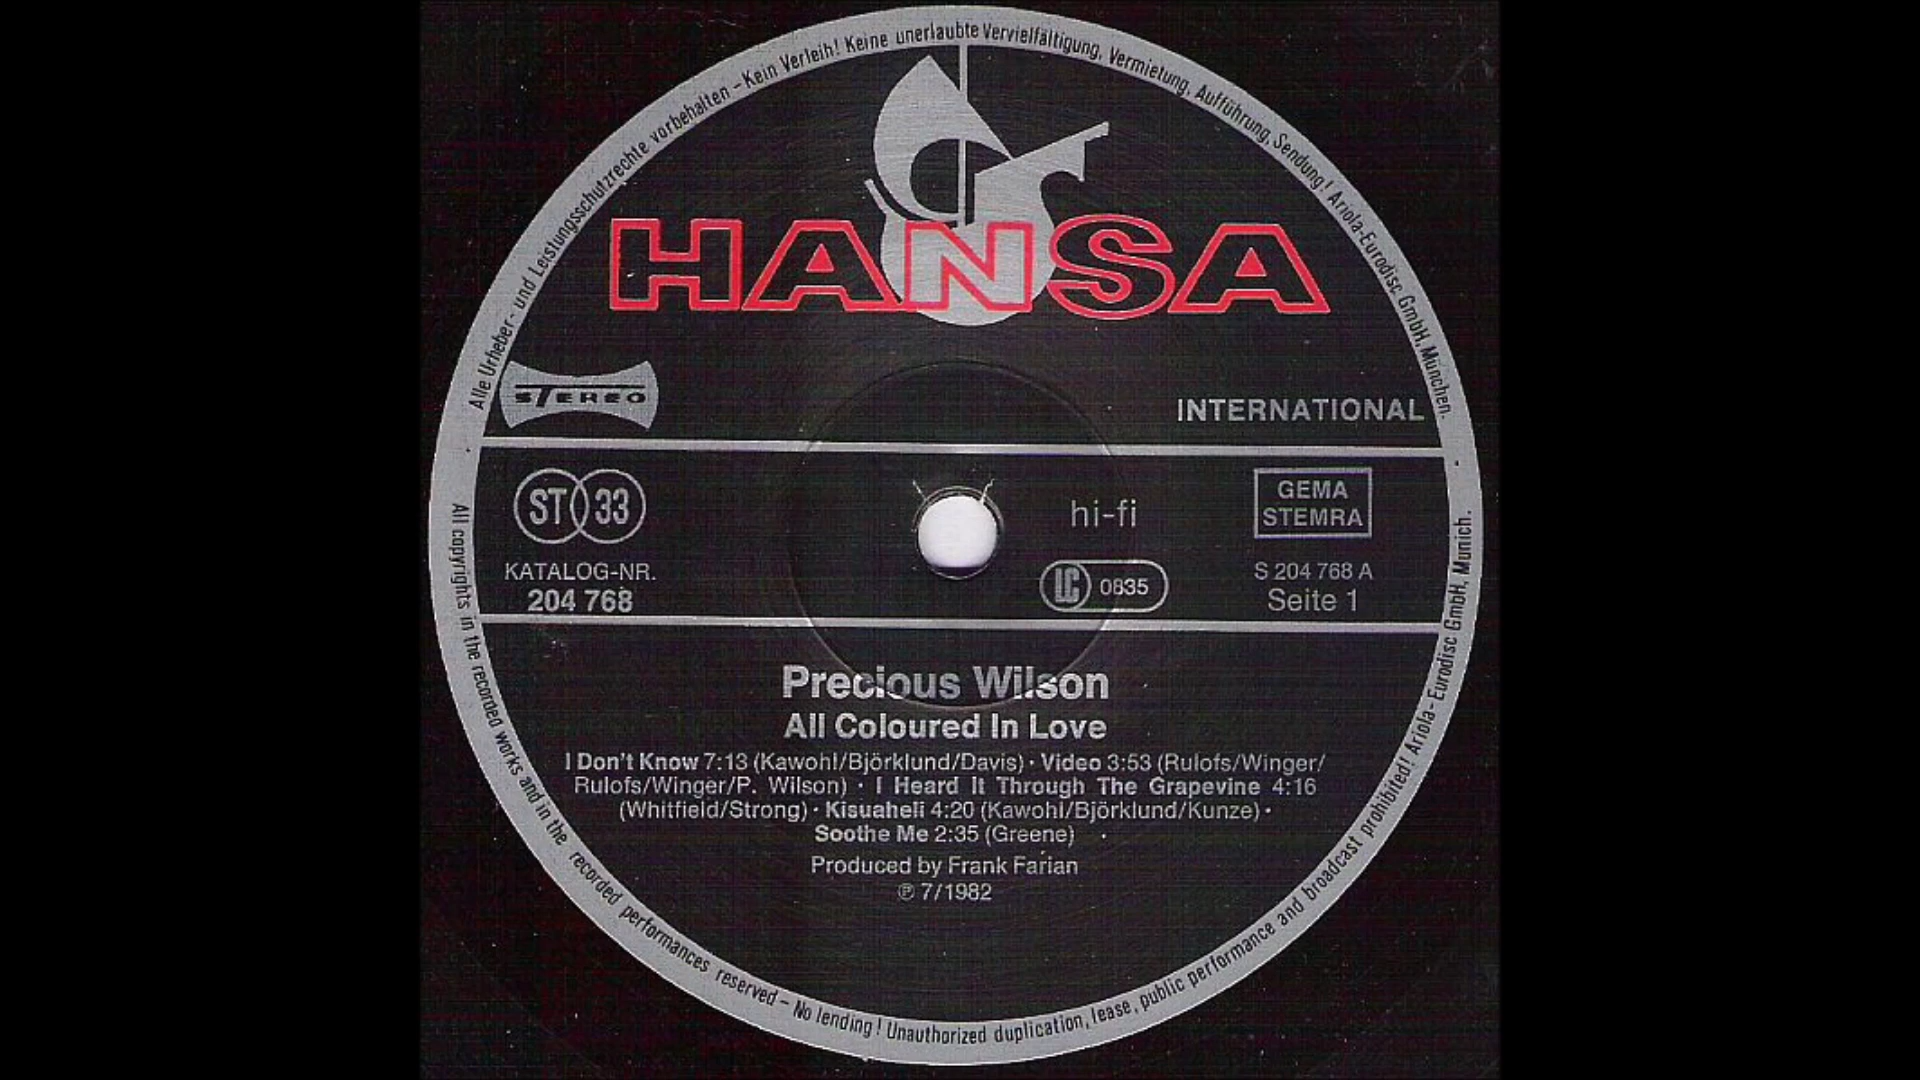 Alle Urheber- und Leistungsschutzrechte vorbehalten – Kein Verleih! Keine unerlaubte Vervielfältigung, Vermietung, Aufführung, Sendung! Ariola-Eurodisc GmbH, München.
HANSA
STEREO
INTERNATIONAL
ST 33
hi-fi
GEMA
STEMRA
KATALOG-NR.
204 768
LC 0835
S 204 768 A
Seite 1
Precious Wilson
All Coloured In Love
I Don't Know 7:13 (Kawohl/Björklund/Davis) · Video 3:53 (Rulofs/Winger/
Rulofs/Winger/P. Wilson) · I Heard It Through The Grapevine 4:16
(Whitfield/Strong) · Kisuaheli 4:20 (Kawohl/Björklund/Kunze) ·
Soothe Me 2:35 (Greene) ·
Produced by Frank Farian
℗ 7/1982
All copyrights in the recorded works and in the recorded performances reserved – No lending! Unauthorized duplication, lease, public performance and broadcast prohibited! Ariola-Eurodisc GmbH, Munich.